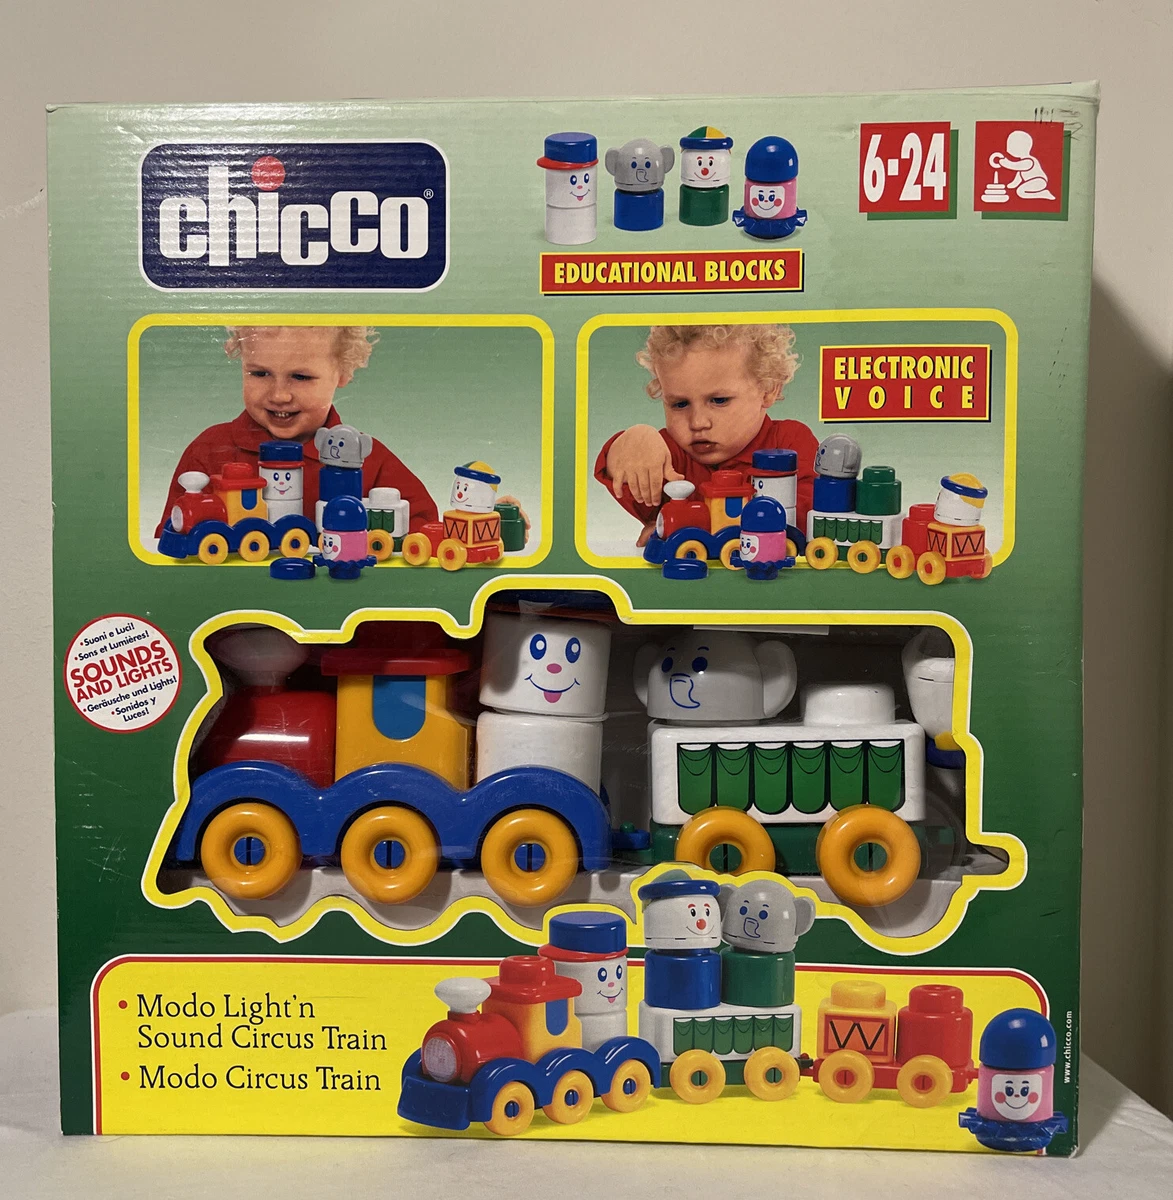 chicco®
EDUCATIONAL BLOCKS
6-24
ELECTRONIC
VOICE
•Suoni e Luci!
•Sons et Lumières!
SOUNDS
AND LIGHTS
•Geräusche und Lights!
•Sonidos y
Luces!
• Modo Light'n
Sound Circus Train
• Modo Circus Train
www.chicco.com